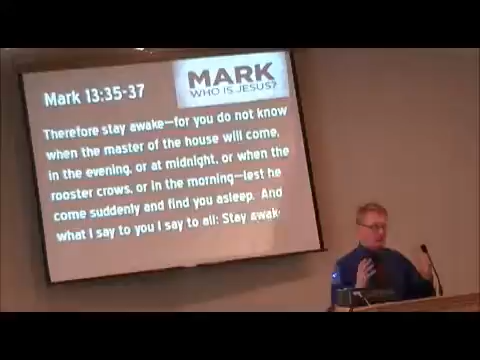 MARK
WHO IS JESUS?
Mark 13:35-37
Therefore stay awake—for you do not know
when the master of the house will come,
in the evening, or at midnight, or when the
rooster crows, or in the morning—lest he
come suddenly and find you asleep. And
what I say to you I say to all: Stay awak